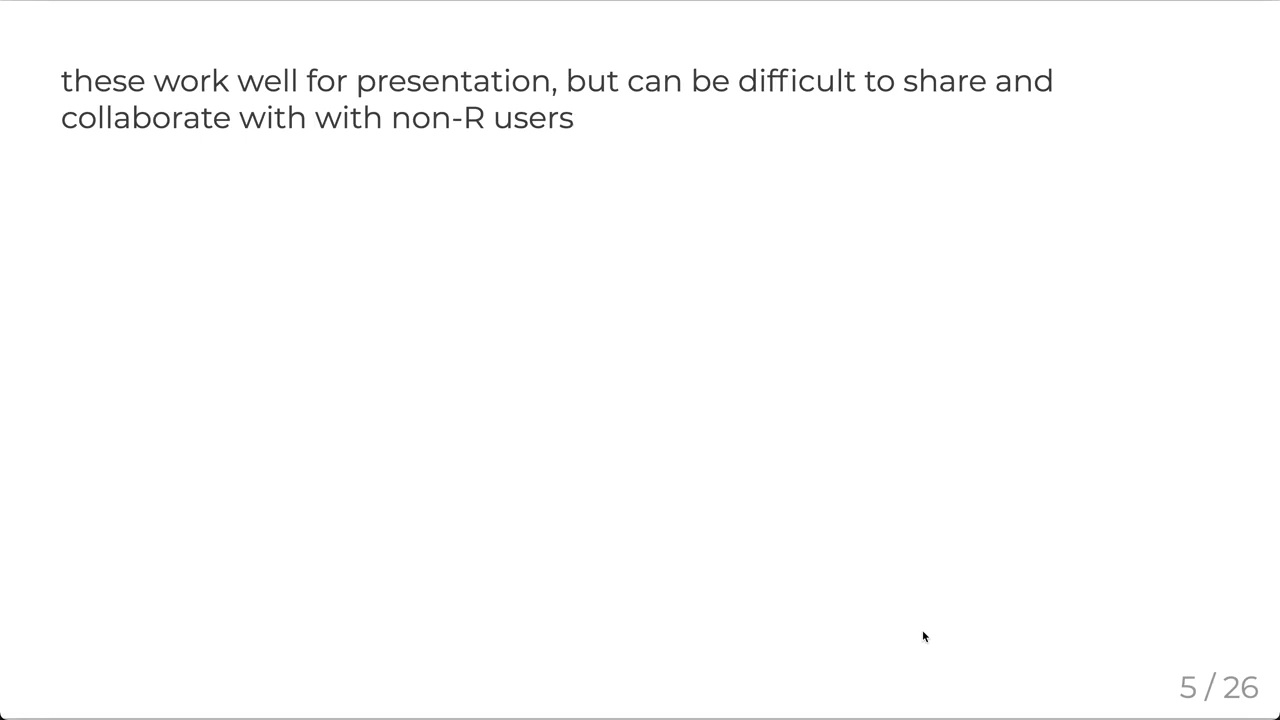 these work well for presentation, but can be difficult to share and
collaborate with with non-R users
5 / 26